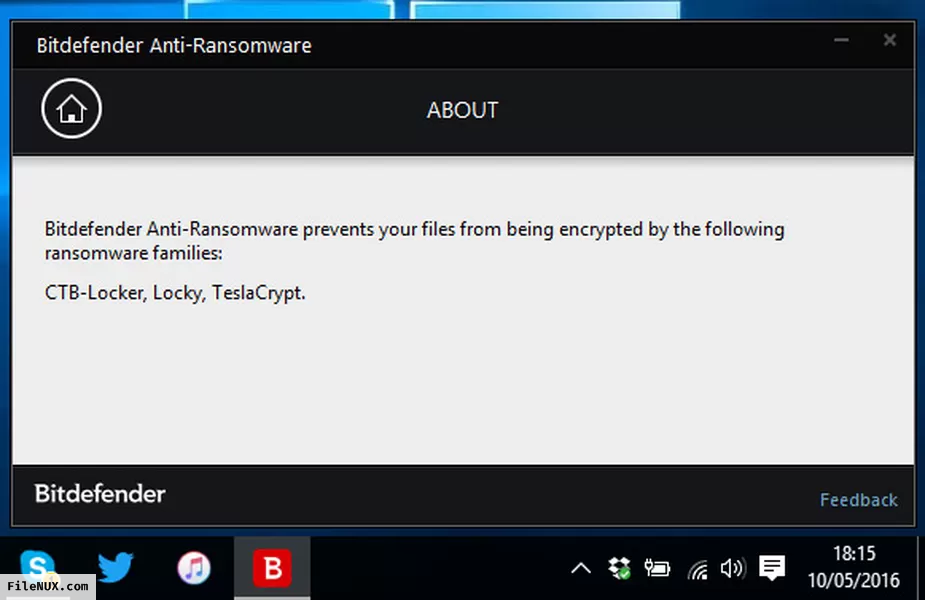 Bitdefender Anti-Ransomware
ABOUT
Bitdefender Anti-Ransomware prevents your files from being encrypted by the following
ransomware families:
CTB-Locker, Locky, TeslaCrypt.
Bitdefender
Feedback
S
B
18:15
10/05/2016
FileNUX.com